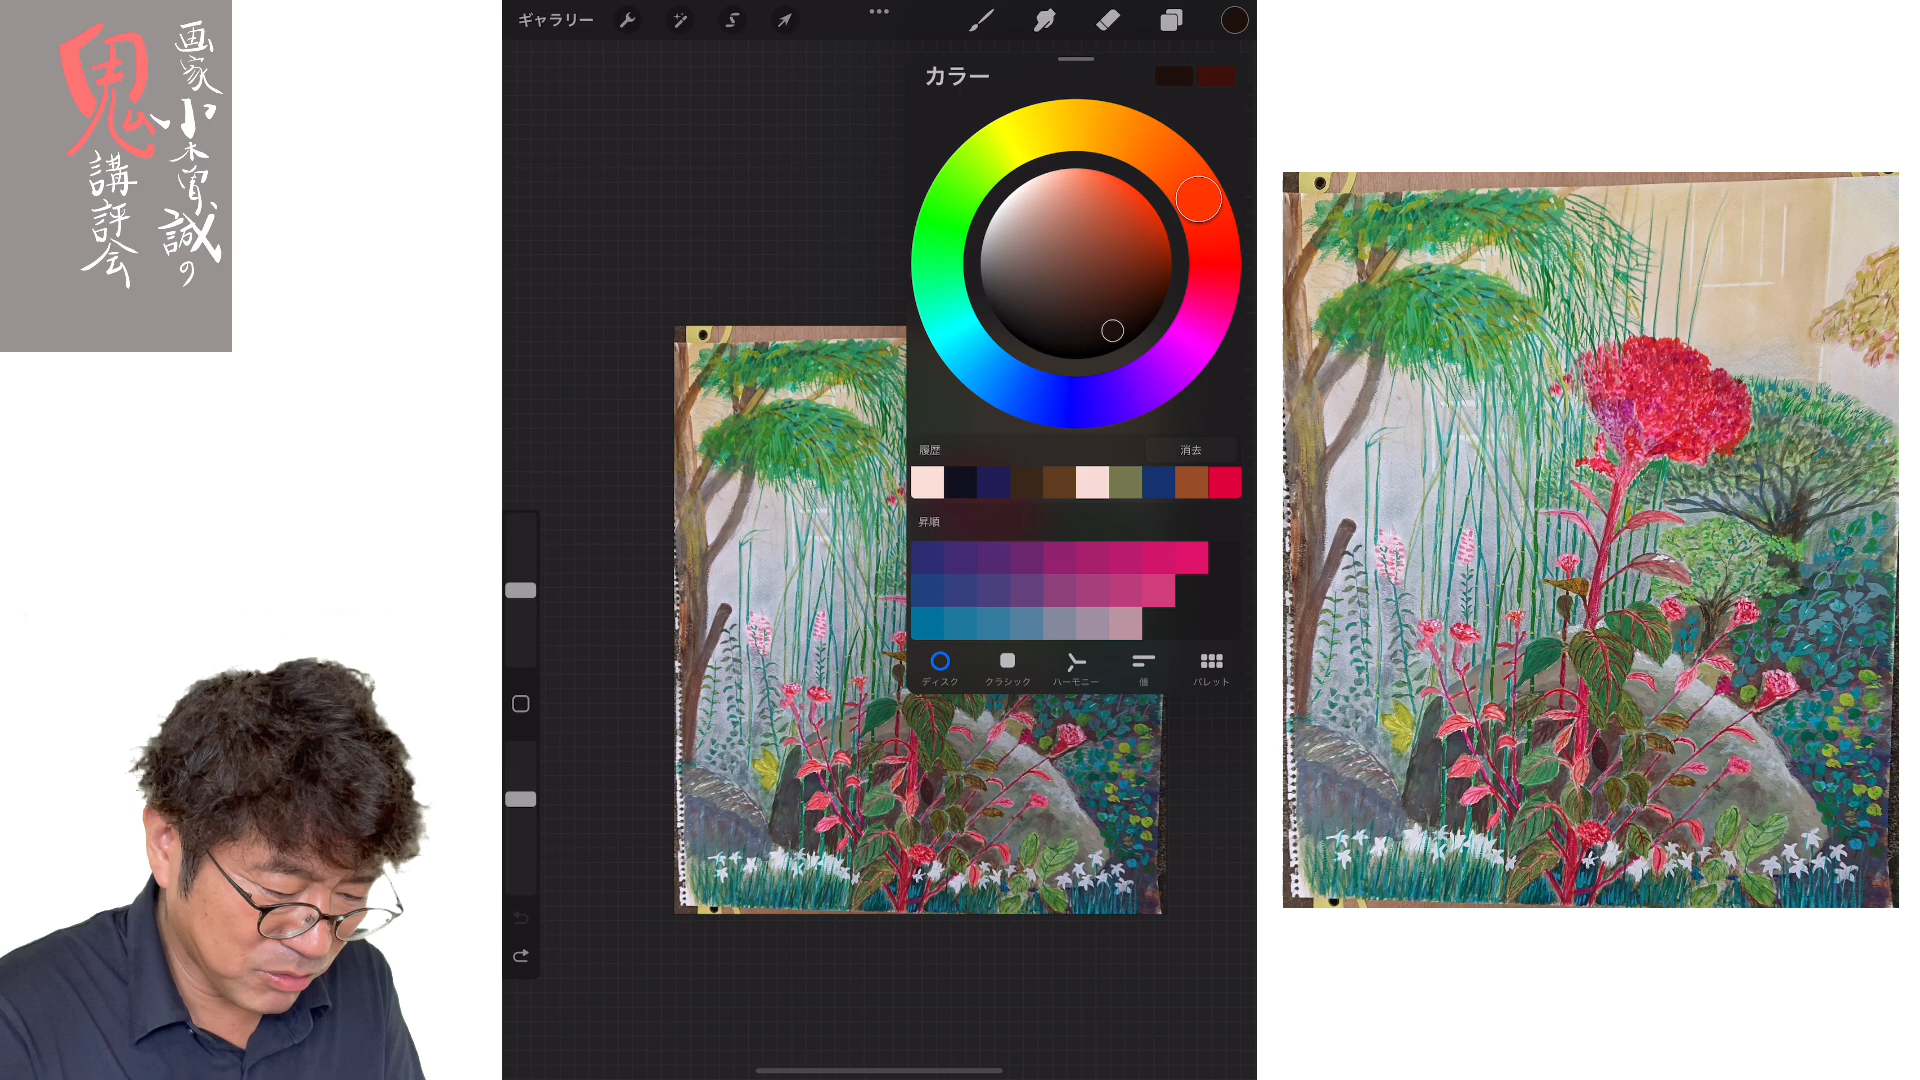 画家小木曽誠の
鬼講評会
ギャラリー
カラー
履歴
消去
昇順
ディスク
クラシック
ハーモニー
値
パレット